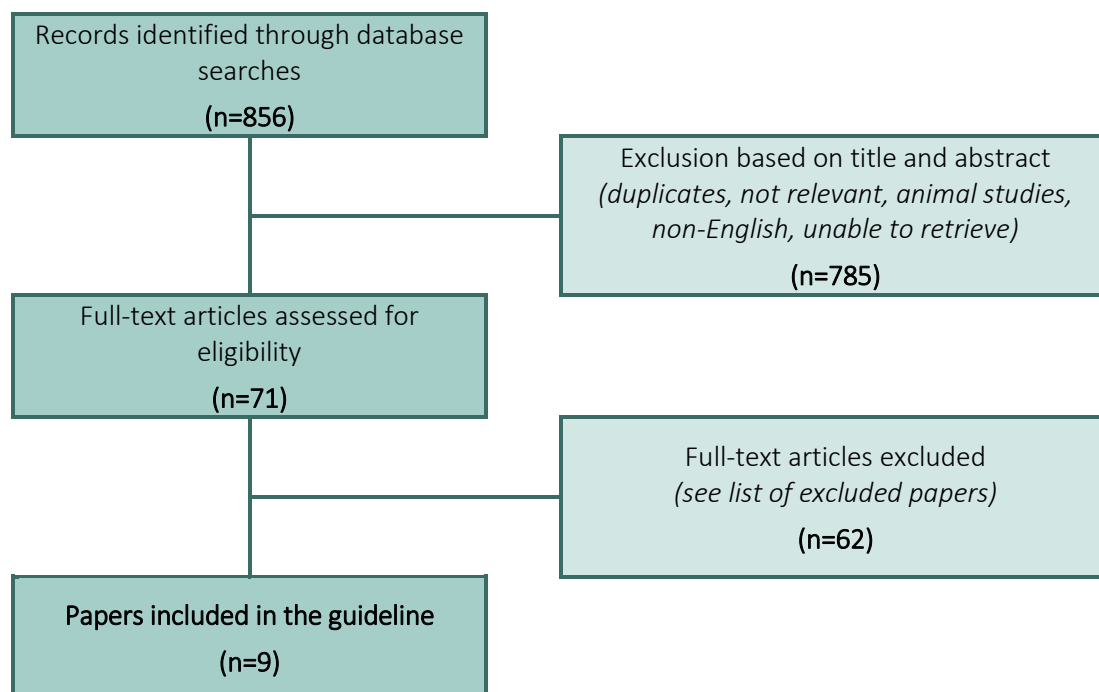 Records identified through database
searches
(n=856)
Exclusion based on title and abstract
(duplicates, not relevant, animal studies,
non-English, unable to retrieve)
(n=785)
Full-text articles assessed for
eligibility
(n=71)
Full-text articles excluded
(see list of excluded papers)
(n=62)
Papers included in the guideline
(n=9)